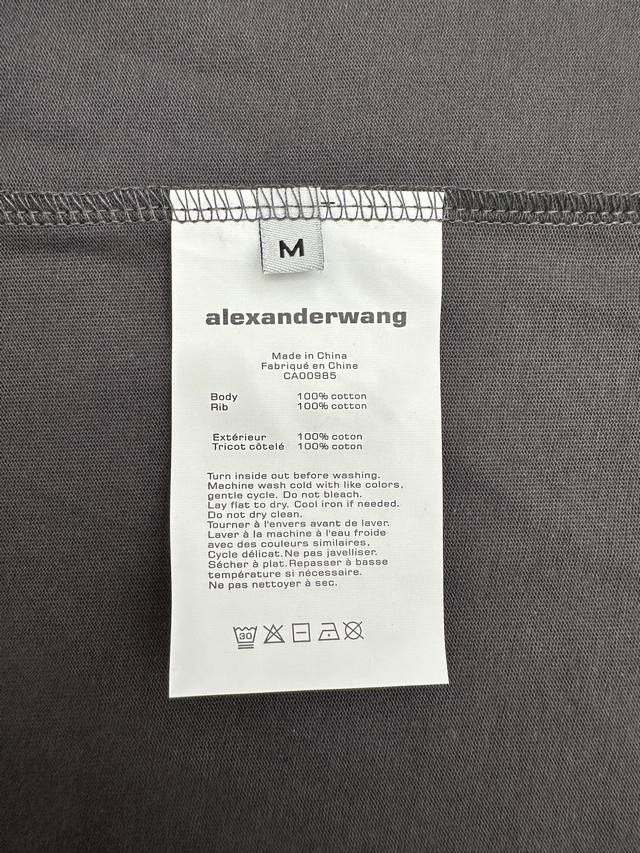 M
alexanderwang
Made in China
Fabriqué en Chine
CA00985
Body 100% cotton
Rib 100% cotton
Extérieur 100% coton
Tricot côtelé 100% coton
Turn inside out before washing.
Machine wash cold with like colors,
gentle cycle. Do not bleach.
Lay flat to dry. Cool iron if needed.
Do not dry clean.
Tourner à l'envers avant de laver.
Laver à la machine à l'eau froide
avec des couleurs similaires.
Cycle délicat. Ne pas javelliser.
Sécher à plat. Repasser à basse
température si nécessaire.
Ne pas nettoyer à sec.
30